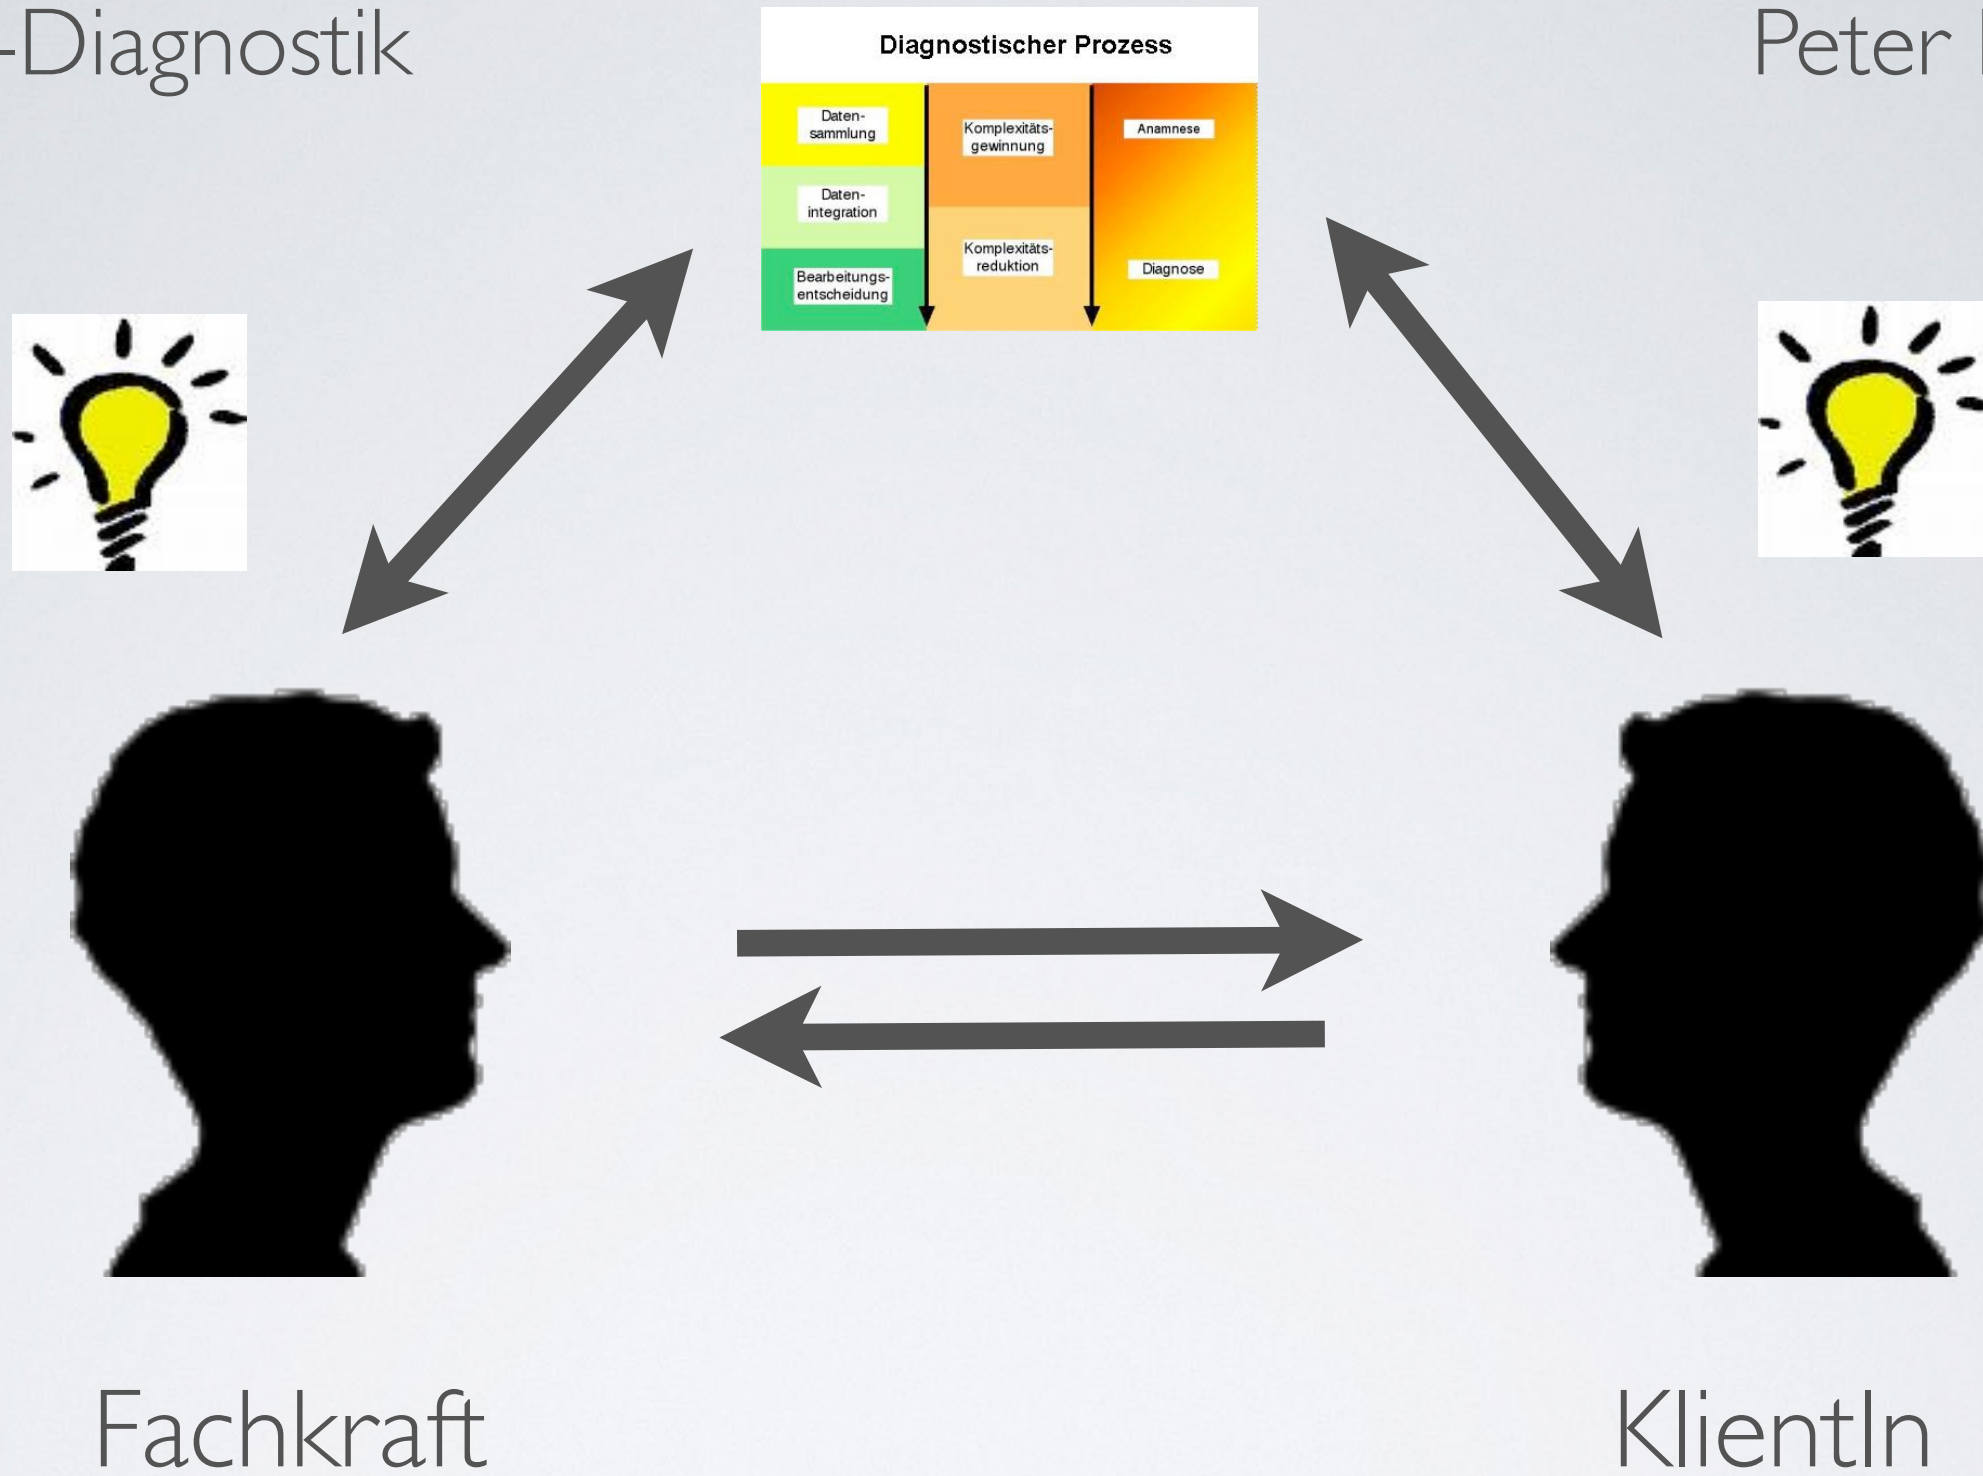 -Diagnostik
Peter
Diagnostischer Prozess
Daten-
sammlung
Daten-
integration
Bearbeitungs-
entscheidung
Komplexitäts-
gewinnung
Komplexitäts-
reduktion
Anamnese
Diagnose
Fachkraft
KlientIn